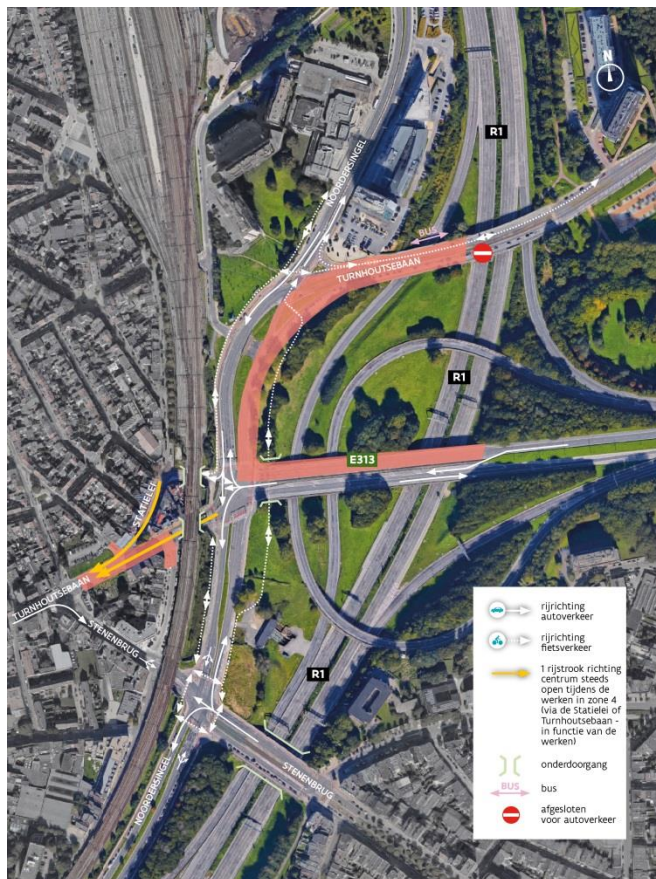 N
R1
NOORDERSINGEL
BUS
TURNHOUTSEBAAN
R1
E313
STATIELEI
TURNHOUTSEBAAN
STENENBRUG
R1
NOORDERSINGEL
STENENBRUG
rijrichting
autoverkeer
rijrichting
fietsverkeer
1 rijstrook richting
centrum steeds
open tijdens de
werken in zone 4
(via de Statielei of
Turnhoutsebaan -
in functie van de
werken)
onderdoorgang
BUS
bus
afgesloten
voor autoverkeer